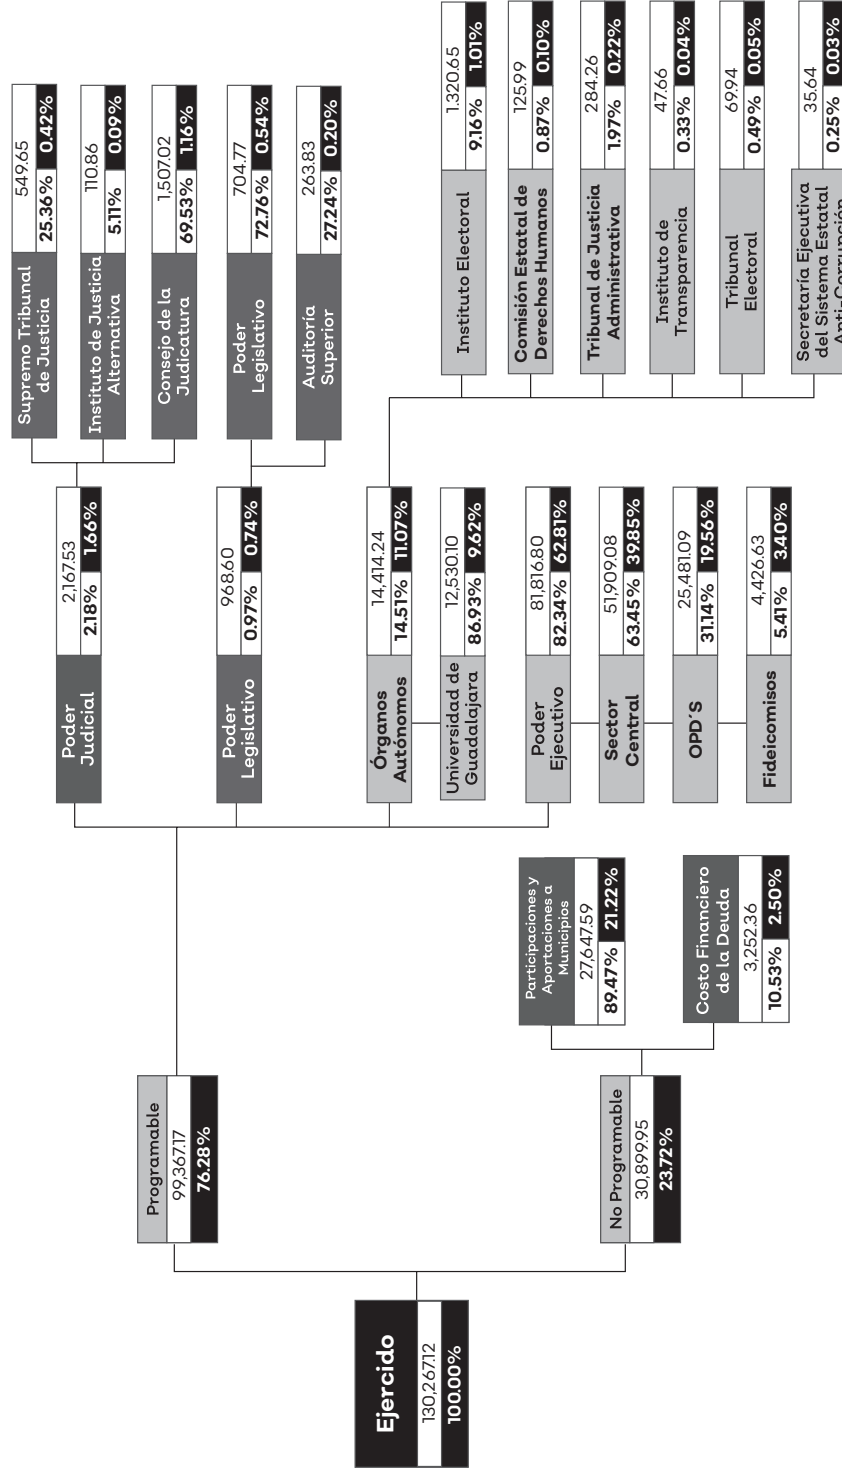 Ejercido
130,267.12
100.00%
Programable
99,367.17
76.28%
No Programable
30,899.95
23.72%
Poder
Judicial
2,167.53
2.18% 1.66%
Supremo Tribunal
de Justicia
549.65
25.36% 0.42%
Instituto de Justicia
Alternativa
110.86
5.11% 0.09%
Consejo de la
Judicatura
1,507.02
69.53% 1.16%
Poder
Legislativo
968.60
0.97% 0.74%
Poder
Legislativo
704.77
72.76% 0.54%
Auditoría
Superior
263.83
27.24% 0.20%
Órganos
Autónomos
14,414.24
14.51% 11.07%
Universidad de
Guadalajara
12,530.10
86.93% 9.62%
Instituto Electoral
1.320.65
9.16% 1.01%
Comisión Estatal de
Derechos Humanos
125.99
0.87% 0.10%
Tribunal de Justicia
Administrativa
284.26
1.97% 0.22%
Instituto de
Transparencia
47.66
0.33% 0.04%
Tribunal
Electoral
69.94
0.49% 0.05%
Secretaría Ejecutiva
del Sistema Estatal
Anti-Corrupción
35.64
0.25% 0.03%
Poder
Ejecutivo
81,816.80
82.34% 62.81%
Sector
Central
51,909.08
63.45% 39.85%
OPD´S
25,481.09
31.14% 19.56%
Fideicomisos
4,426.63
5.41% 3.40%
Participaciones y
Aportaciones a
Municipios
27,647.59
89.47% 21.22%
Costo Financiero
de la Deuda
3,252.36
10.53% 2.50%